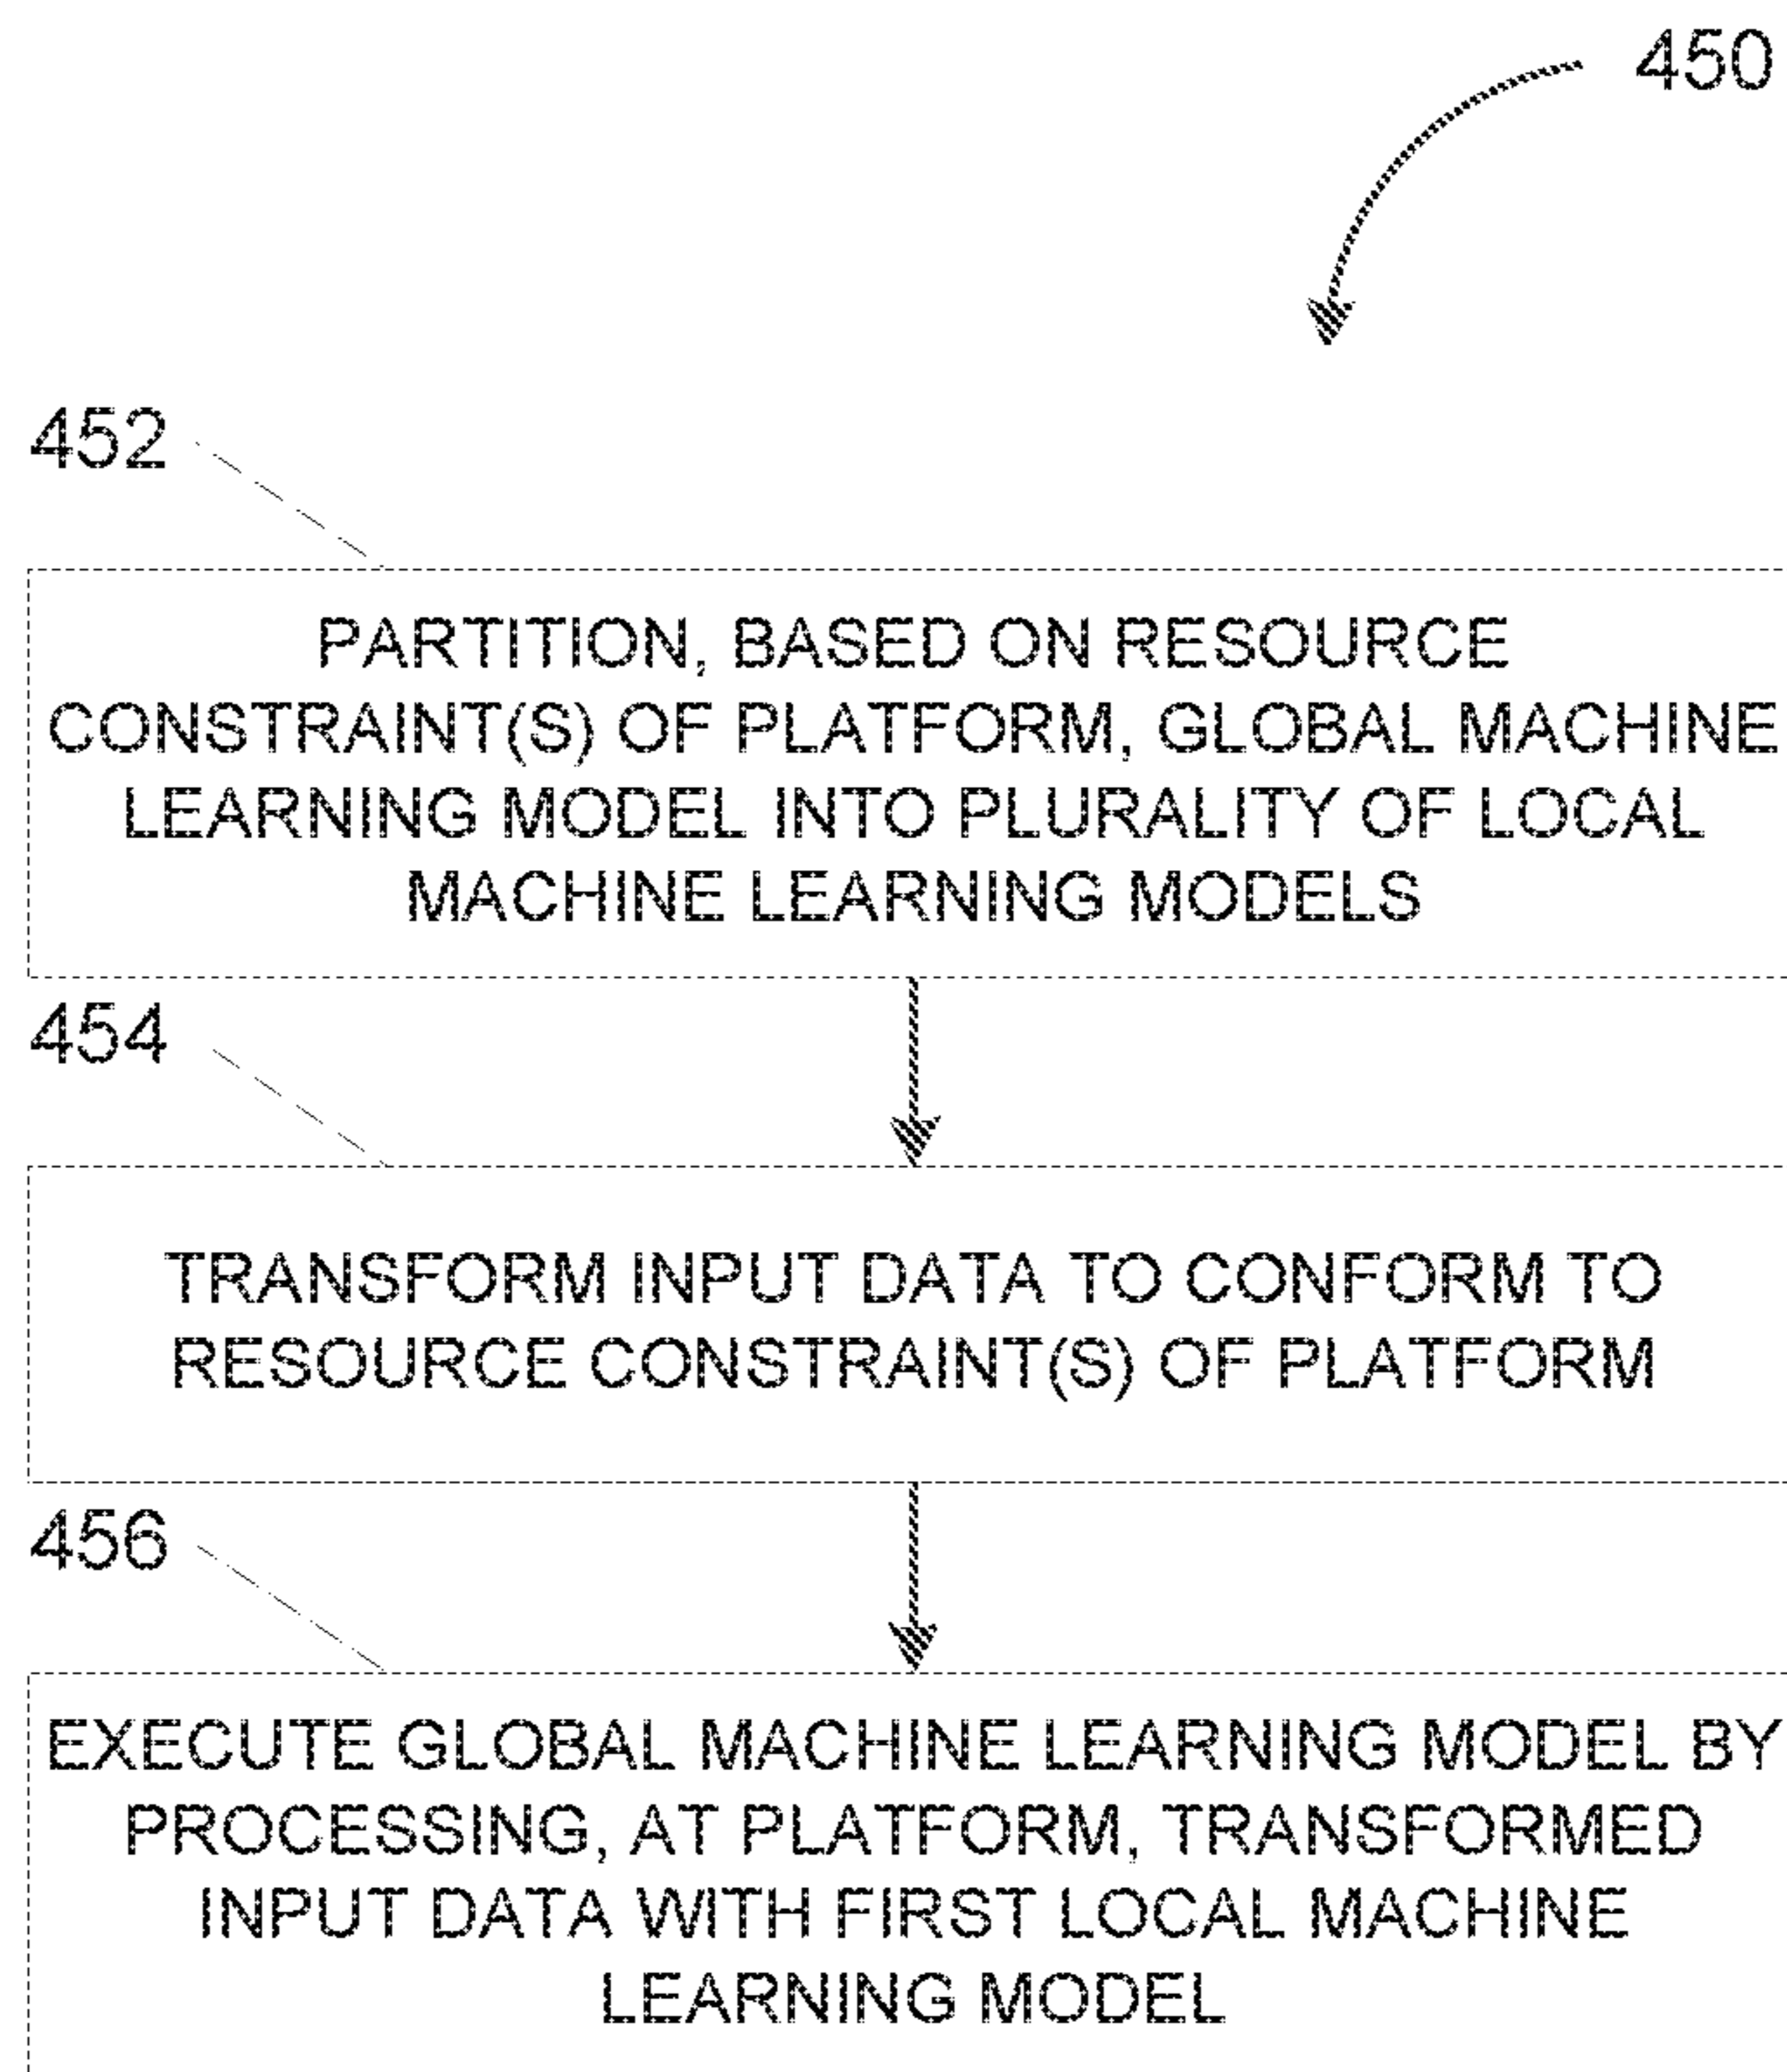 450
452
PARTITION, BASED ON RESOURCE
CONSTRAINT(S) OF PLATFORM, GLOBAL MACHINE
LEARNING MODEL INTO PLURALITY OF LOCAL
MACHINE LEARNING MODELS
454
TRANSFORM INPUT DATA TO CONFORM TO
RESOURCE CONSTRAINT(S) OF PLATFORM
456
EXECUTE GLOBAL MACHINE LEARNING MODEL BY
PROCESSING, AT PLATFORM, TRANSFORMED
INPUT DATA WITH FIRST LOCAL MACHINE
LEARNING MODEL